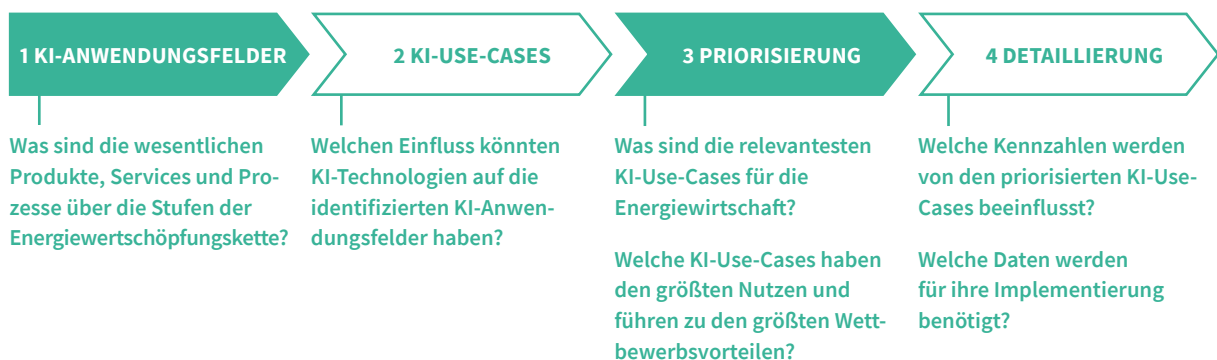 1 KI-ANWENDUNGSFELDER
Was sind die wesentlichen
Produkte, Services und Pro-
zesse über die Stufen der
Energiewertschöpfungskette?
2 KI-USE-CASES
Welchen Einfluss könnten
KI-Technologien auf die
identifizierten KI-Anwen-
dungsfelder haben?
3 PRIORISIERUNG
Was sind die relevantesten
KI-Use-Cases für die
Energiewirtschaft?
Welche KI-Use-Cases haben
den größten Nutzen und
führen zu den größten Wett-
bewerbsvorteilen?
4 DETAILLIERUNG
Welche Kennzahlen werden
von den priorisierten KI-Use-
Cases beeinflusst?
Welche Daten werden
für ihre Implementierung
benötigt?